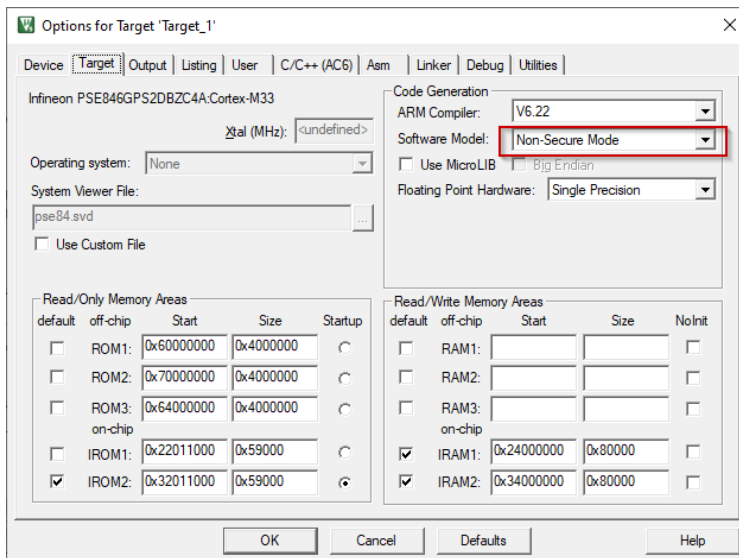 Options for Target 'Target_1'
Device Target Output Listing User C/C++ (AC6) Asm Linker Debug Utilities
Infineon PSE846GPS2DBZC4A:Cortex-M33
Xtal (MHz): <undefined>
Operating system: None
System Viewer File:
pse84.svd
...
Use Custom File
Code Generation
ARM Compiler: V6.22
Software Model: Non-Secure Mode
Use MicroLIB Big Endian
Floating Point Hardware: Single Precision
Read/Only Memory Areas
default off-chip Start Size Startup
ROM1: 0x60000000 0x4000000
ROM2: 0x70000000 0x4000000
ROM3: 0x64000000 0x4000000
on-chip
IROM1: 0x22011000 0x59000
IROM2: 0x32011000 0x59000
Read/Write Memory Areas
default off-chip Start Size NoInit
RAM1:
RAM2:
RAM3:
on-chip
IRAM1: 0x24000000 0x80000
IRAM2: 0x34000000 0x80000
OK Cancel Defaults Help